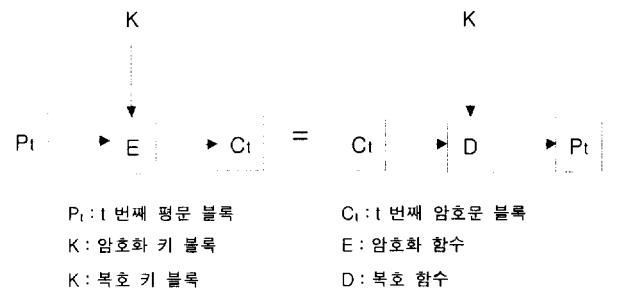 K K
Pt E Ct = Ct D Pt
Pt : t 번째 평문 블록 Ct : t 번째 암호문 블록
K : 암호화 키 블록 E : 암호화 함수
K : 복호 키 블록 D : 복호 함수